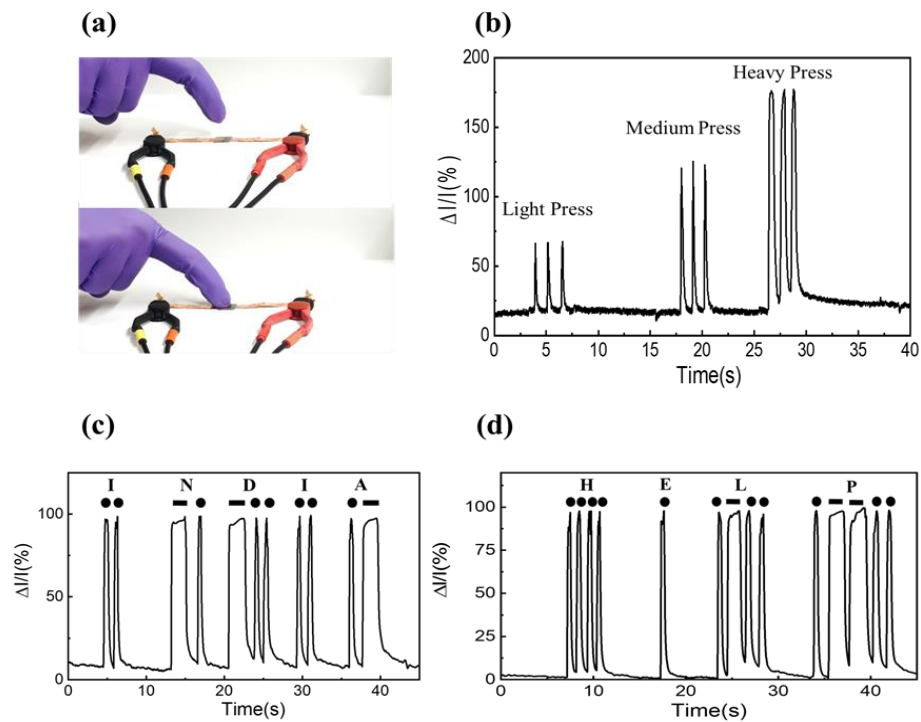 (a)
(b)
200
150
100
50
0
ΔI/I(%)
Light Press
Medium Press
Heavy Press
0 5 10 15 20 25 30 35 40
Time(s)
(c)
I N D I A
100
50
0
ΔI/I(%)
0 10 20 30 40
Time(s)
(d)
H E L P
100
75
50
25
0
ΔI/I(%)
0 10 20 30 40
Time(s)